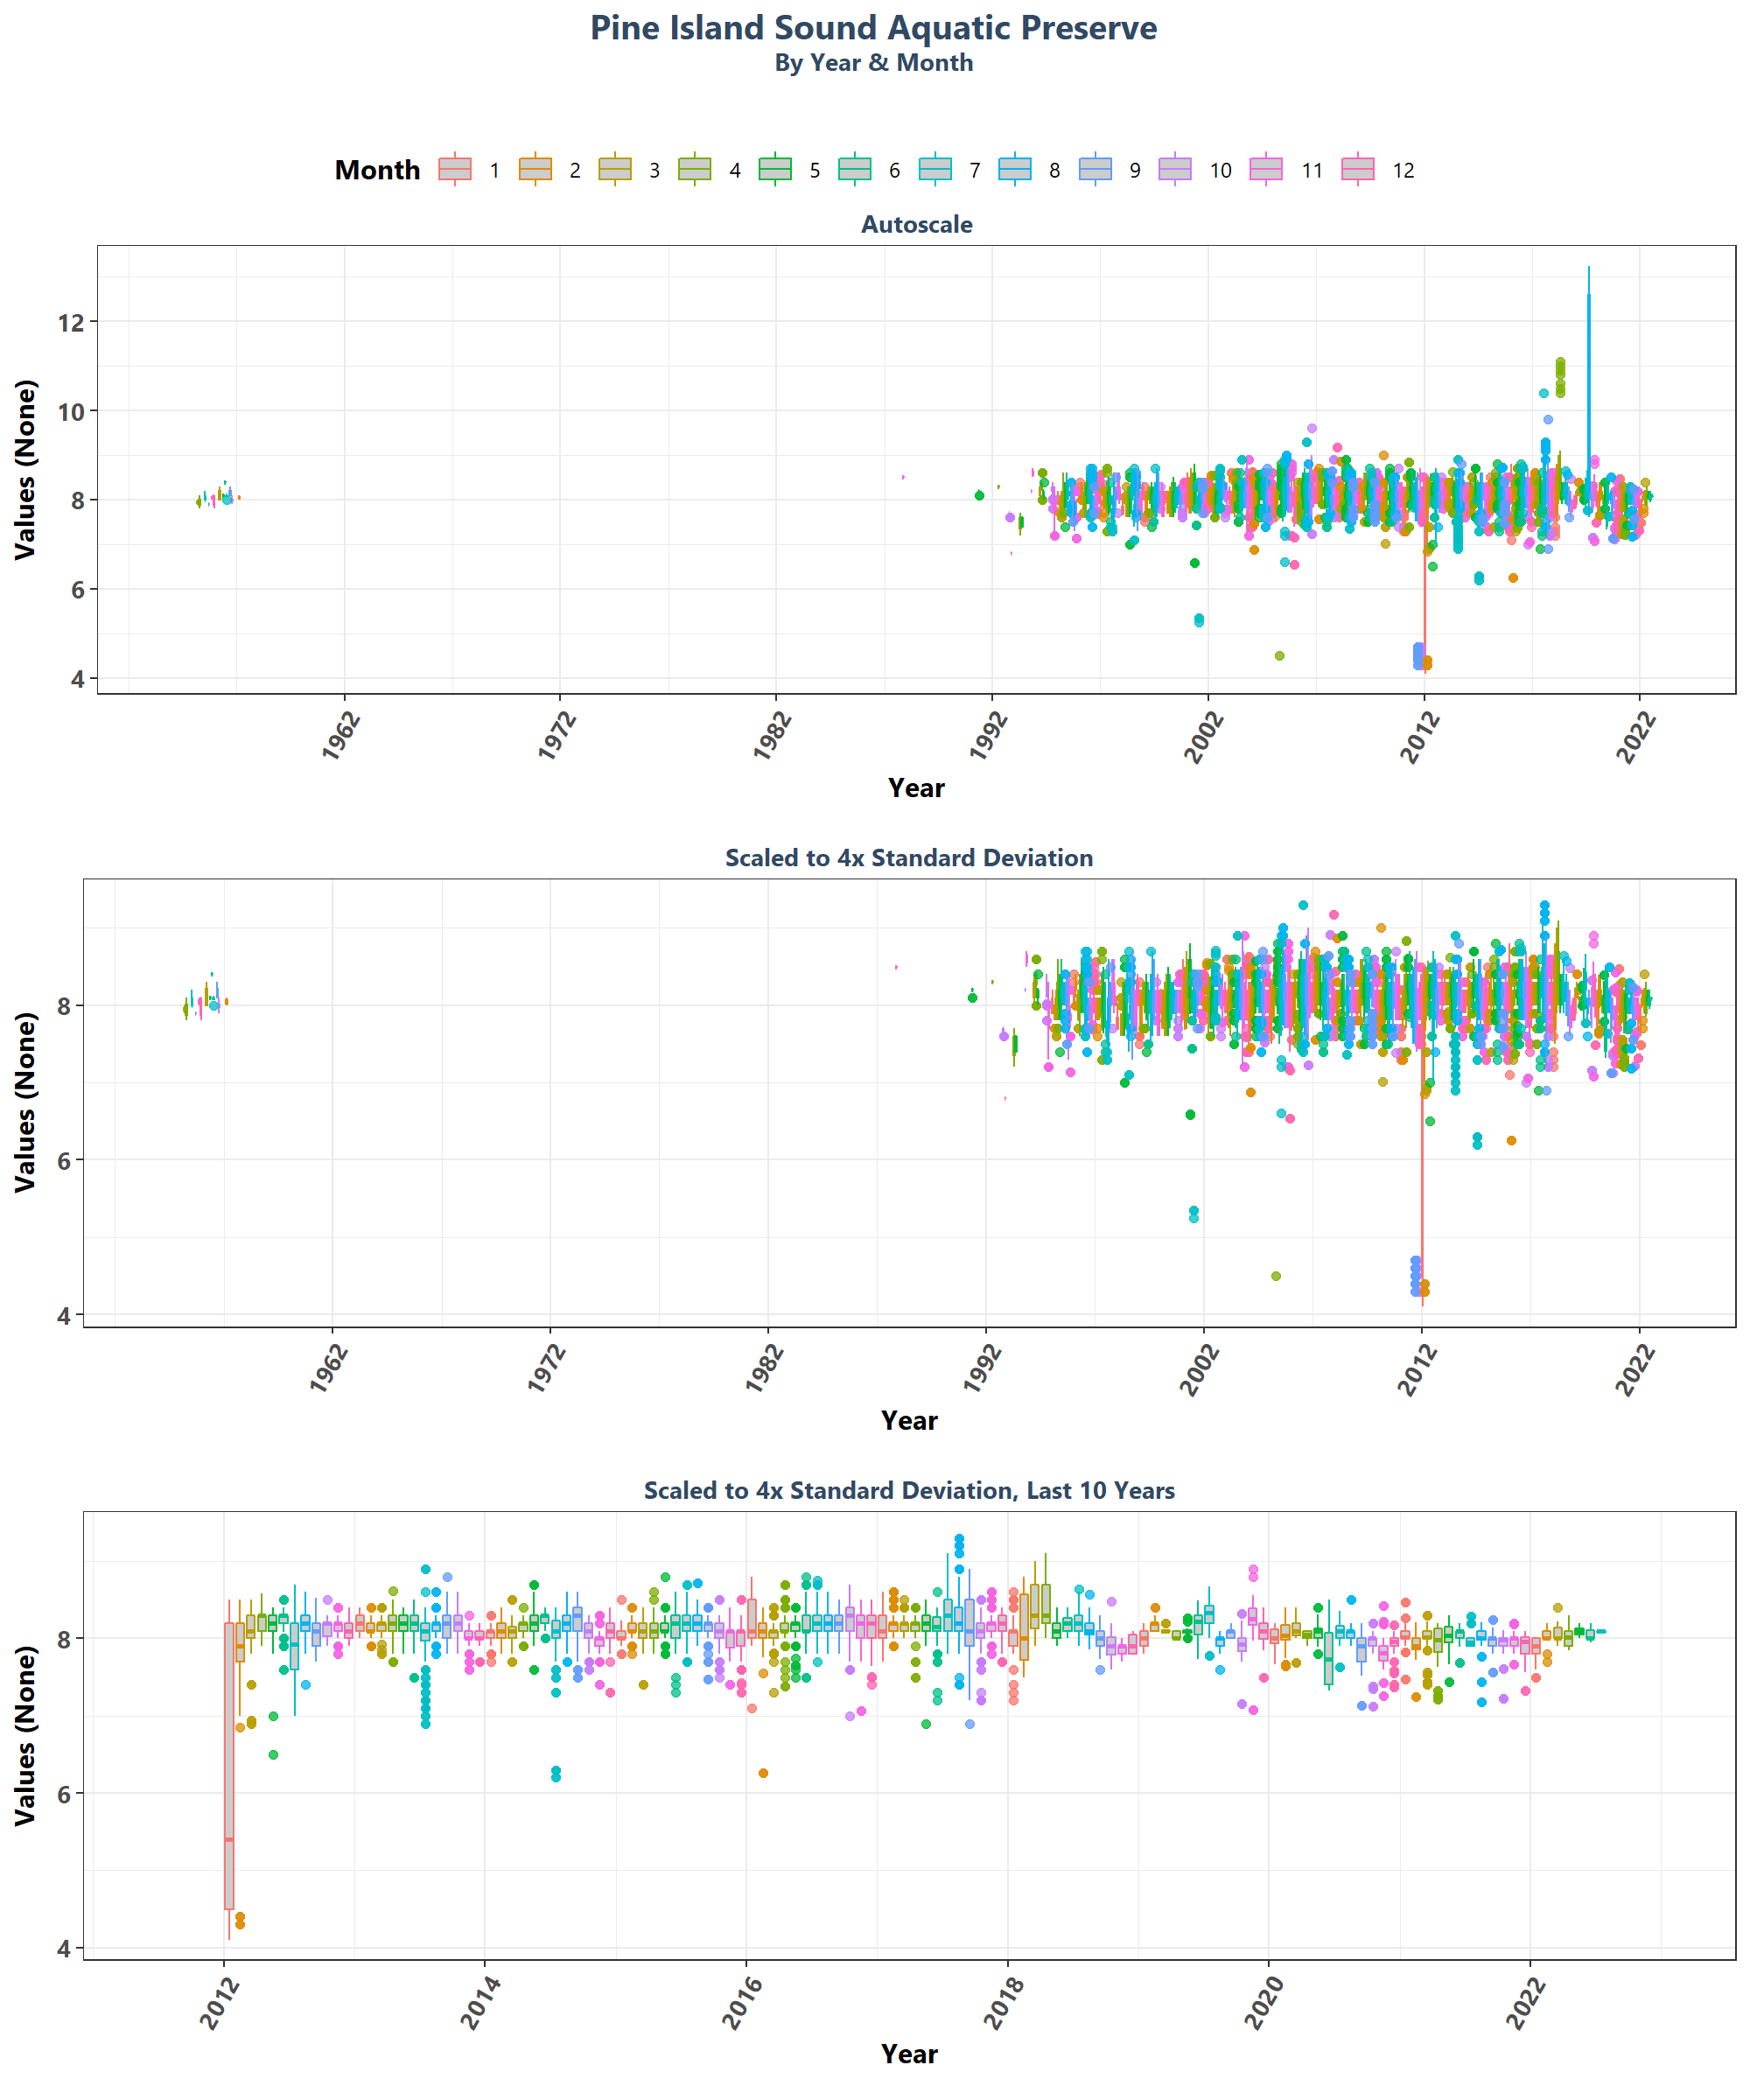 Pine Island Sound Aquatic Preserve
By Year & Month
Month 1 2 3 4 5 6 7 8 9 10 11 12
Autoscale
Values (None)
12
10
8
6
4
1962 1972 1982 1992 2002 2012 2022
Year
Scaled to 4x Standard Deviation
Values (None)
8
6
4
1962 1972 1982 1992 2002 2012 2022
Year
Scaled to 4x Standard Deviation, Last 10 Years
Values (None)
8
6
4
2012 2014 2016 2018 2020 2022
Year